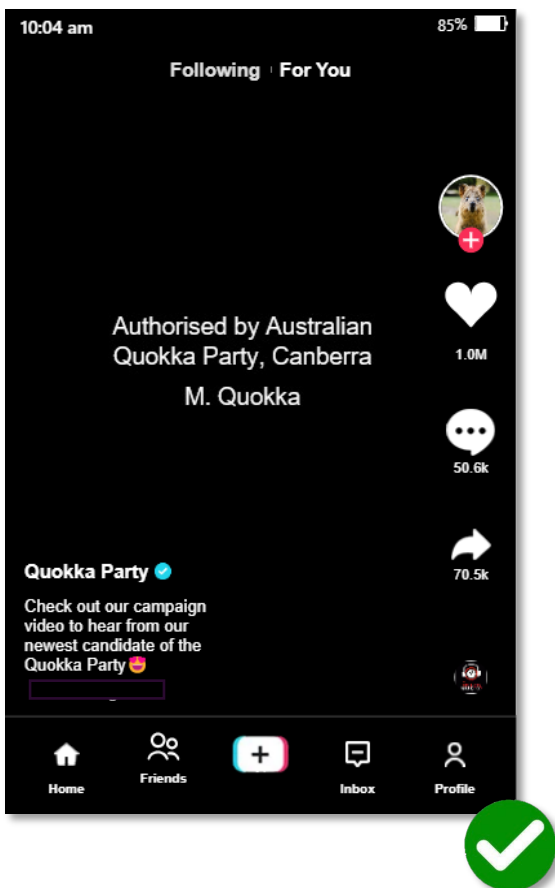 10:04 am
85%
Following
For You
Authorised by Australian
Quokka Party, Canberra
M. Quokka
1.0M
50.6k
70.5k
Quokka Party
Check out our campaign
video to hear from our
newest candidate of the
Quokka Party🤩
Home
Friends
Inbox
Profile